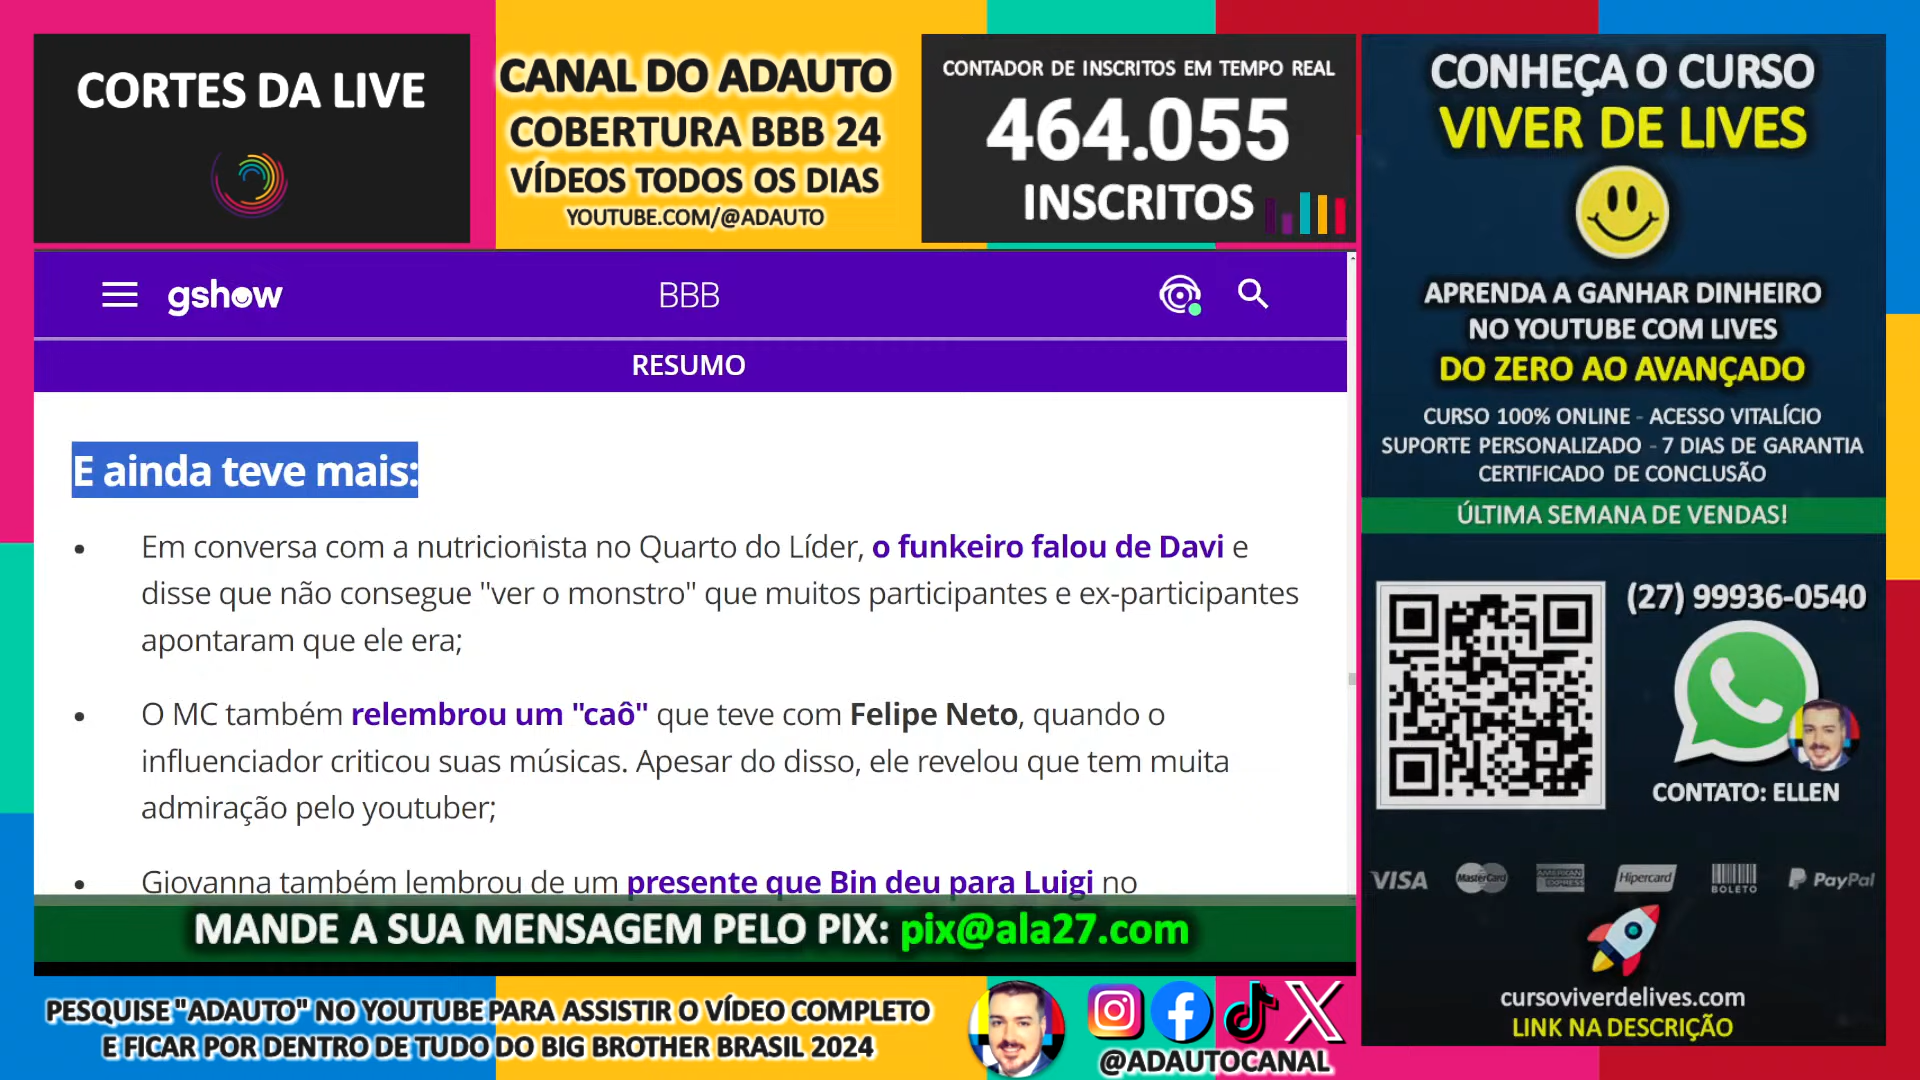 CORTES DA LIVE
CANAL DO ADAUTO
COBERTURA BBB 24
VÍDEOS TODOS OS DIAS
YOUTUBE.COM/@ADAUTO
CONTADOR DE INSCRITOS EM TEMPO REAL
464.055
INSCRITOS
gshow
BBB
RESUMO
E ainda teve mais:
• Em conversa com a nutricionista no Quarto do Líder, o funkeiro falou de Davi e
disse que não consegue "ver o monstro" que muitos participantes e ex-participantes
apontaram que ele era;
• O MC também relembrou um "caô" que teve com Felipe Neto, quando o
influenciador criticou suas músicas. Apesar do disso, ele revelou que tem muita
admiração pelo youtuber;
• Giovanna também lembrou de um presente que Bin deu para Luigi no
MANDE A SUA MENSAGEM PELO PIX: pix@ala27.com
PESQUISE "ADAUTO" NO YOUTUBE PARA ASSISTIR O VÍDEO COMPLETO
E FICAR POR DENTRO DE TUDO DO BIG BROTHER BRASIL 2024
@ADAUTOCANAL
CONHEÇA O CURSO
VIVER DE LIVES
APRENDA A GANHAR DINHEIRO
NO YOUTUBE COM LIVES
DO ZERO AO AVANÇADO
CURSO 100% ONLINE - ACESSO VITALÍCIO
SUPORTE PERSONALIZADO - 7 DIAS DE GARANTIA
CERTIFICADO DE CONCLUSÃO
ÚLTIMA SEMANA DE VENDAS!
(27) 99936-0540
CONTATO: ELLEN
VISA MasterCard AMERICAN EXPRESS Hipercard BOLETO PayPal
cursoviverdelives.com
LINK NA DESCRIÇÃO